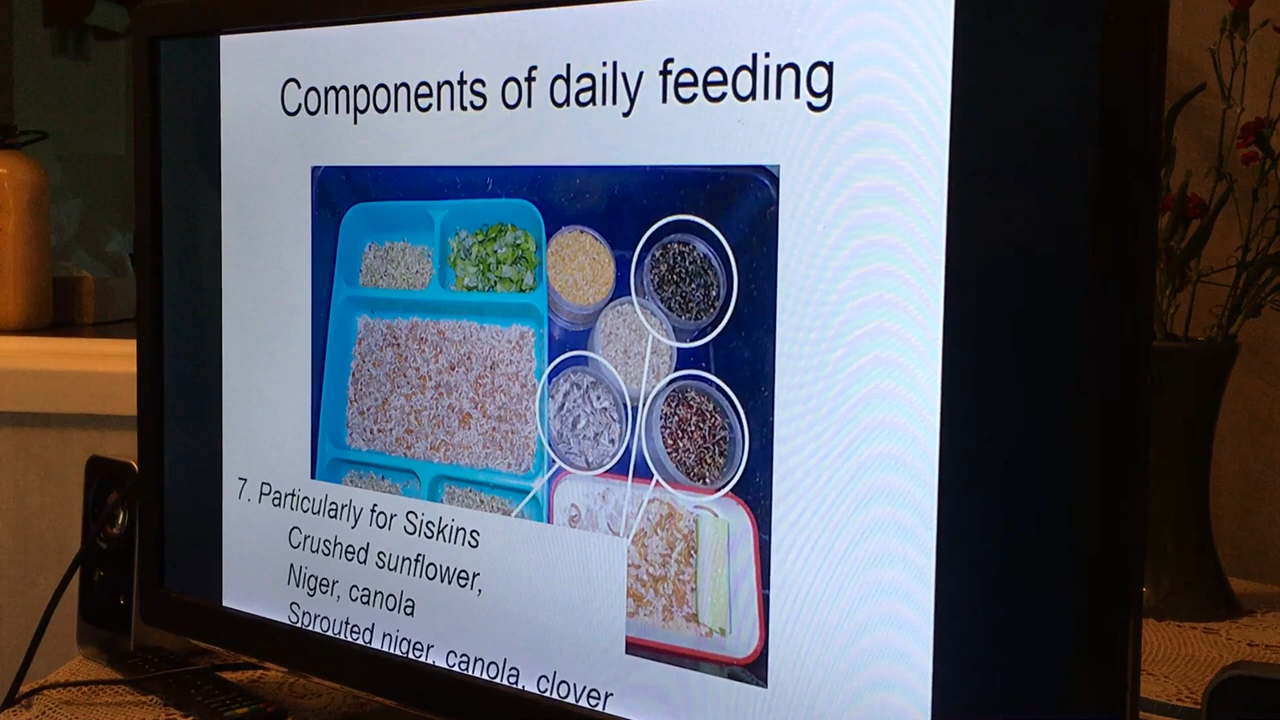 Components of daily feeding
7. Particularly for Siskins
Crushed sunflower,
Niger, canola
Sprouted niger, canola, clover